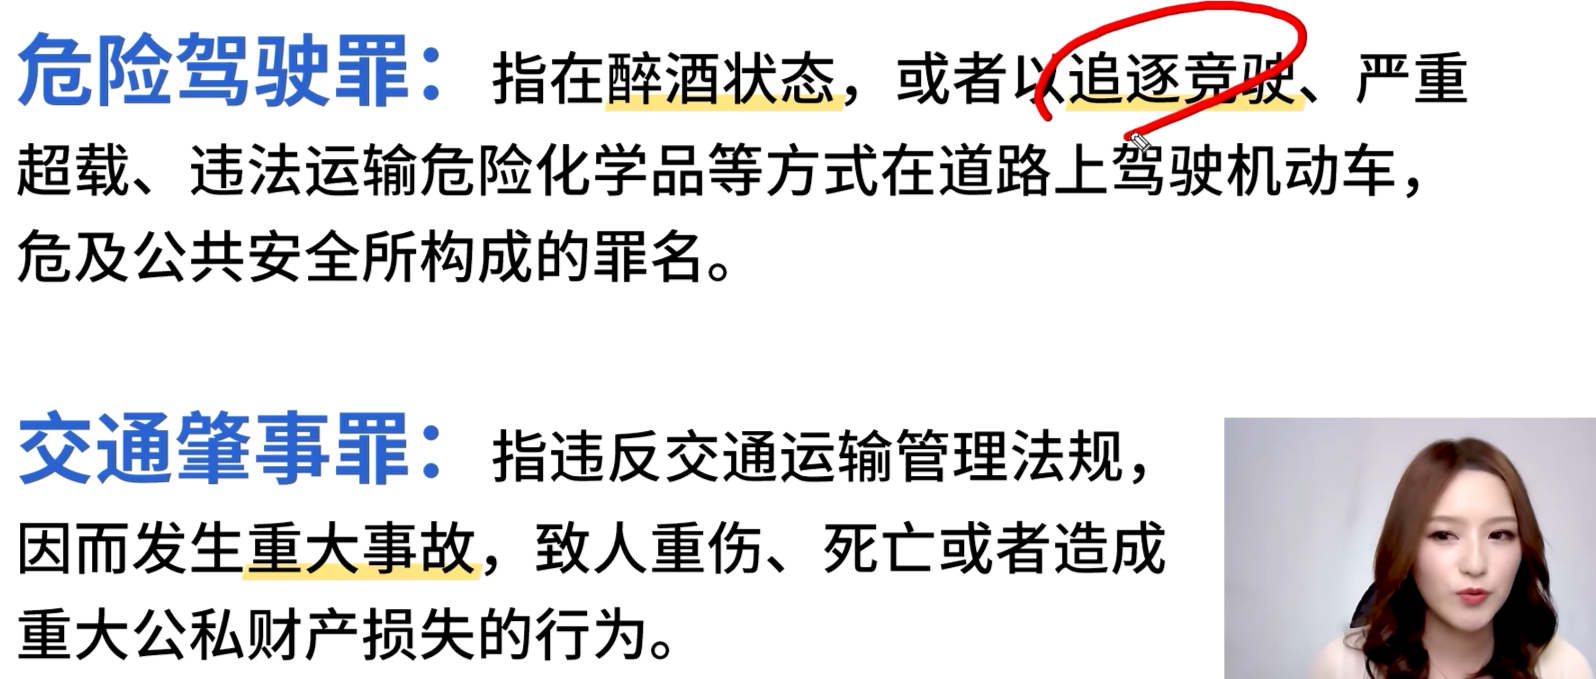 危险驾驶罪：指在醉酒状态，或者以追逐竞驶、严重
超载、违法运输危险化学品等方式在道路上驾驶机动车，
危及公共安全所构成的罪名。
交通肇事罪：指违反交通运输管理法规，
因而发生重大事故，致人重伤、死亡或者造成
重大公私财产损失的行为。